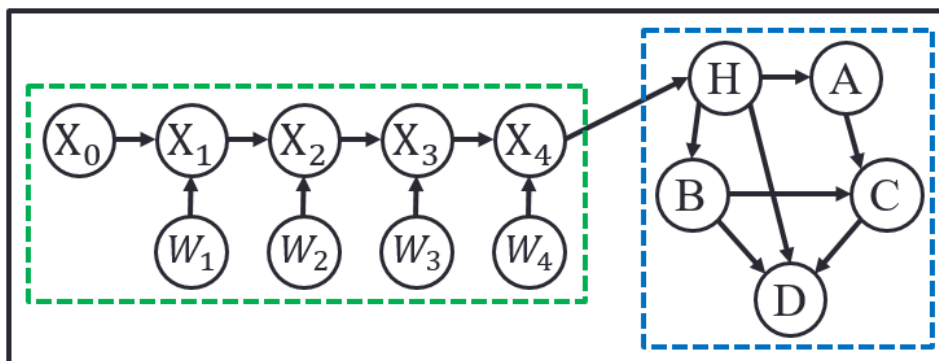 H A
X₀ X₁ X₂ X₃ X₄
B C
W₁ W₂ W₃ W₄
D